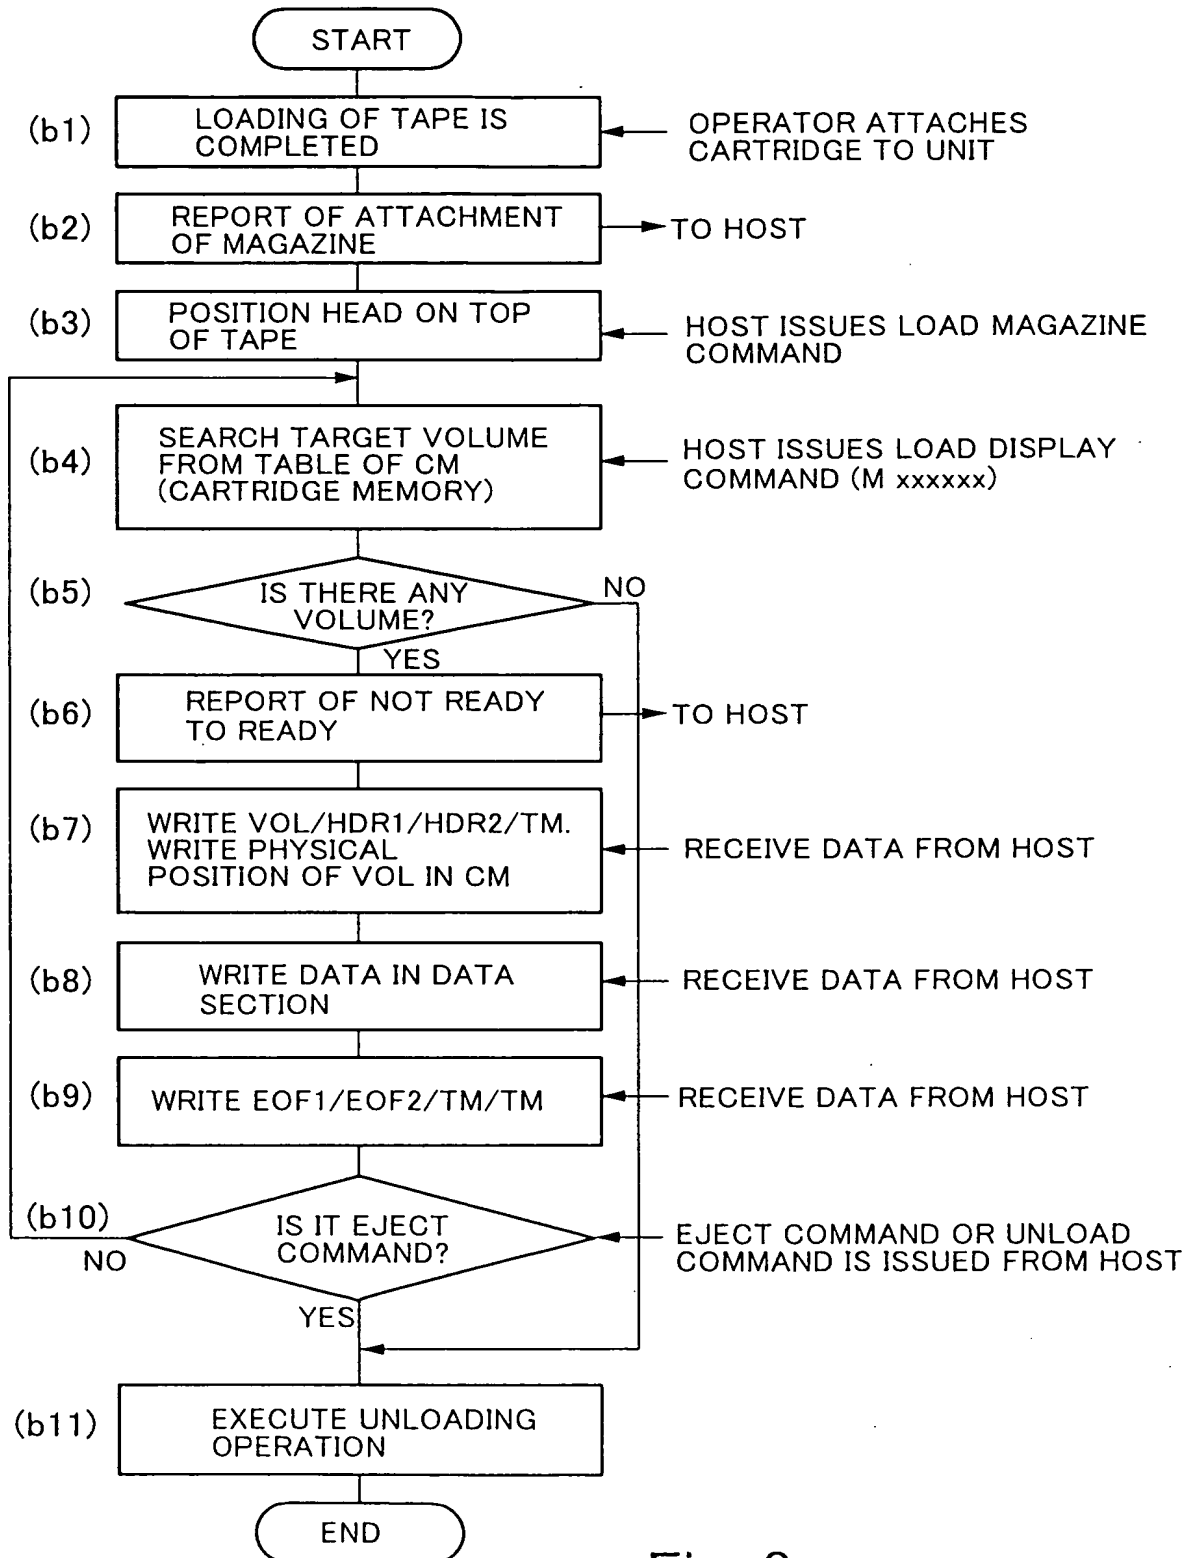 START
(b1)
LOADING OF TAPE IS
COMPLETED
OPERATOR ATTACHES
CARTRIDGE TO UNIT
(b2)
REPORT OF ATTACHMENT
OF MAGAZINE
TO HOST
(b3)
POSITION HEAD ON TOP
OF TAPE
HOST ISSUES LOAD MAGAZINE
COMMAND
(b4)
SEARCH TARGET VOLUME
FROM TABLE OF CM
(CARTRIDGE MEMORY)
HOST ISSUES LOAD DISPLAY
COMMAND (M xxxxxx)
(b5)
IS THERE ANY
VOLUME?
NO
YES
(b6)
REPORT OF NOT READY
TO READY
TO HOST
(b7)
WRITE VOL/HDR1/HDR2/TM.
WRITE PHYSICAL
POSITION OF VOL IN CM
RECEIVE DATA FROM HOST
(b8)
WRITE DATA IN DATA
SECTION
RECEIVE DATA FROM HOST
(b9)
WRITE EOF1/EOF2/TM/TM
RECEIVE DATA FROM HOST
(b10)
IS IT EJECT
COMMAND?
NO
EJECT COMMAND OR UNLOAD
COMMAND IS ISSUED FROM HOST
YES
(b11)
EXECUTE UNLOADING
OPERATION
END